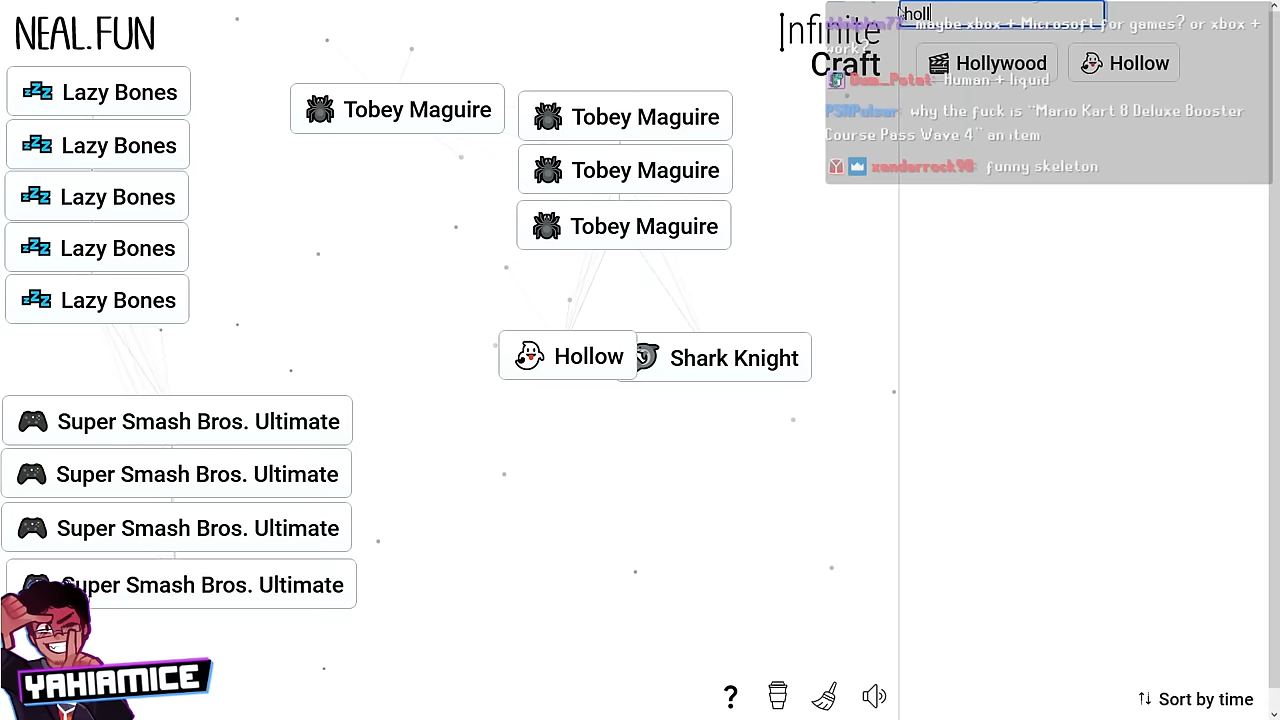 NEAL.FUN
Infinite
Craft
holl
Hollywood
Hollow
maybe xbox + Microsoft for games? or xbox +
work?
Dum_Potat: Human + liquid
PSAPulsar: why the fuck is "Mario Kart 8 Deluxe Booster
Course Pass Wave 4" an item
xanderrock98: funny skeleton
Lazy Bones
Lazy Bones
Lazy Bones
Lazy Bones
Lazy Bones
Tobey Maguire
Tobey Maguire
Tobey Maguire
Tobey Maguire
Hollow
Shark Knight
Super Smash Bros. Ultimate
Super Smash Bros. Ultimate
Super Smash Bros. Ultimate
Super Smash Bros. Ultimate
YAHIAMICE
?
Sort by time